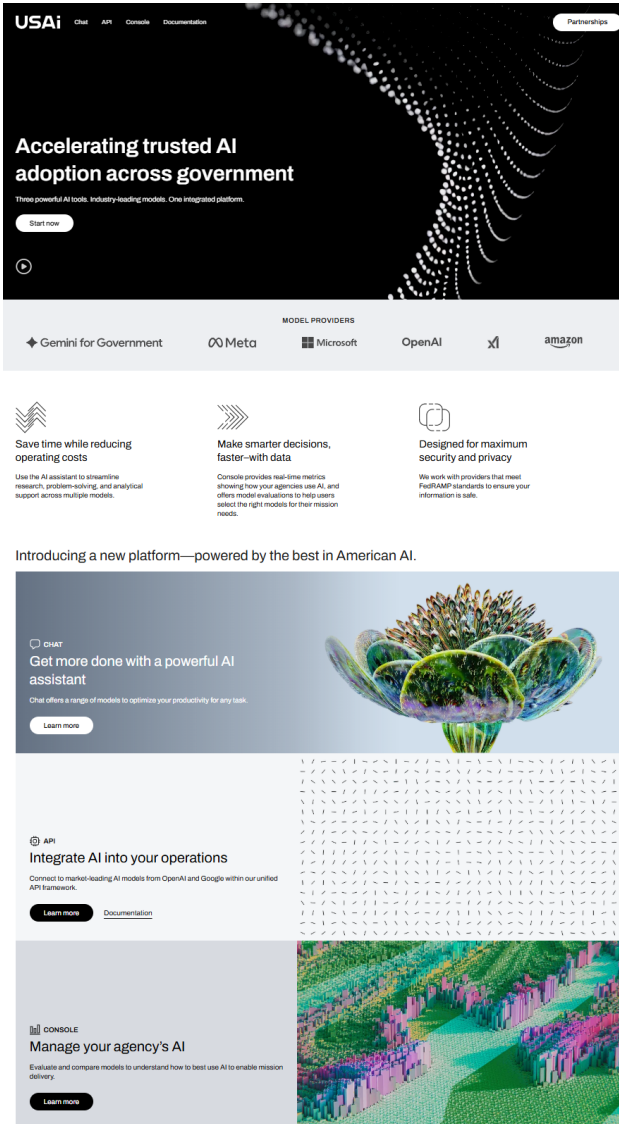 USAi
Chat API Console Documentation
Partnerships
Accelerating trusted AI
adoption across government
Three powerful AI tools. Industry-leading models. One integrated platform.
Start now
MODEL PROVIDERS
Gemini for Government
Meta
Microsoft
OpenAI
xI
amazon
Save time while reducing
operating costs
Use the AI assistant to streamline
research, problem-solving, and analytical
support across multiple models.
Make smarter decisions,
faster–with data
Console provides real-time metrics
showing how your agencies use AI, and
offers model evaluations to help users
select the right models for their mission
needs.
Designed for maximum
security and privacy
We work with providers that meet
FedRAMP standards to ensure your
information is safe.
Introducing a new platform—powered by the best in American AI.
CHAT
Get more done with a powerful AI
assistant
Chat offers a range of models to optimize your productivity for any task.
Learn more
API
Integrate AI into your operations
Connect to market-leading AI models from OpenAI and Google within our unified
API framework.
Learn more Documentation
CONSOLE
Manage your agency's AI
Evaluate and compare models to understand how to best use AI to enable mission
delivery.
Learn more